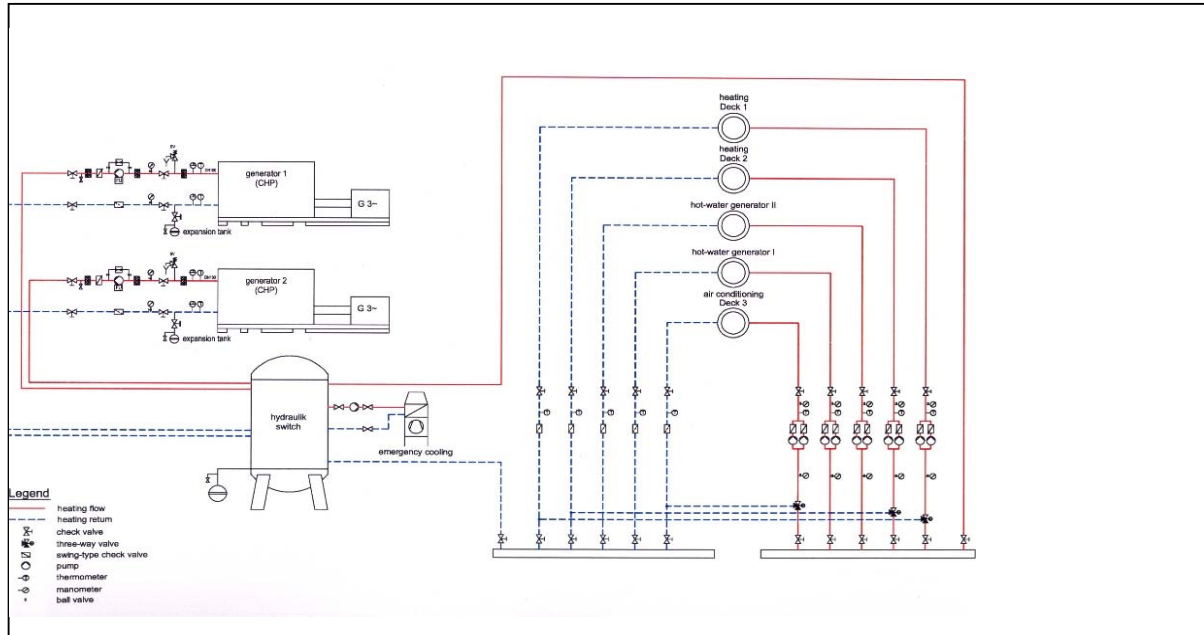 heating
Deck 1
heating
Deck 2
hot-water generator II
hot-water generator I
air conditioning
Deck 3
generator 1
(CHP)
G 3~
expansion tank
generator 2
(CHP)
G 3~
expansion tank
hydraulik
switch
emergency cooling
Legend
heating flow
heating return
check valve
three-way valve
swing-type check valve
pump
thermometer
manometer
ball valve